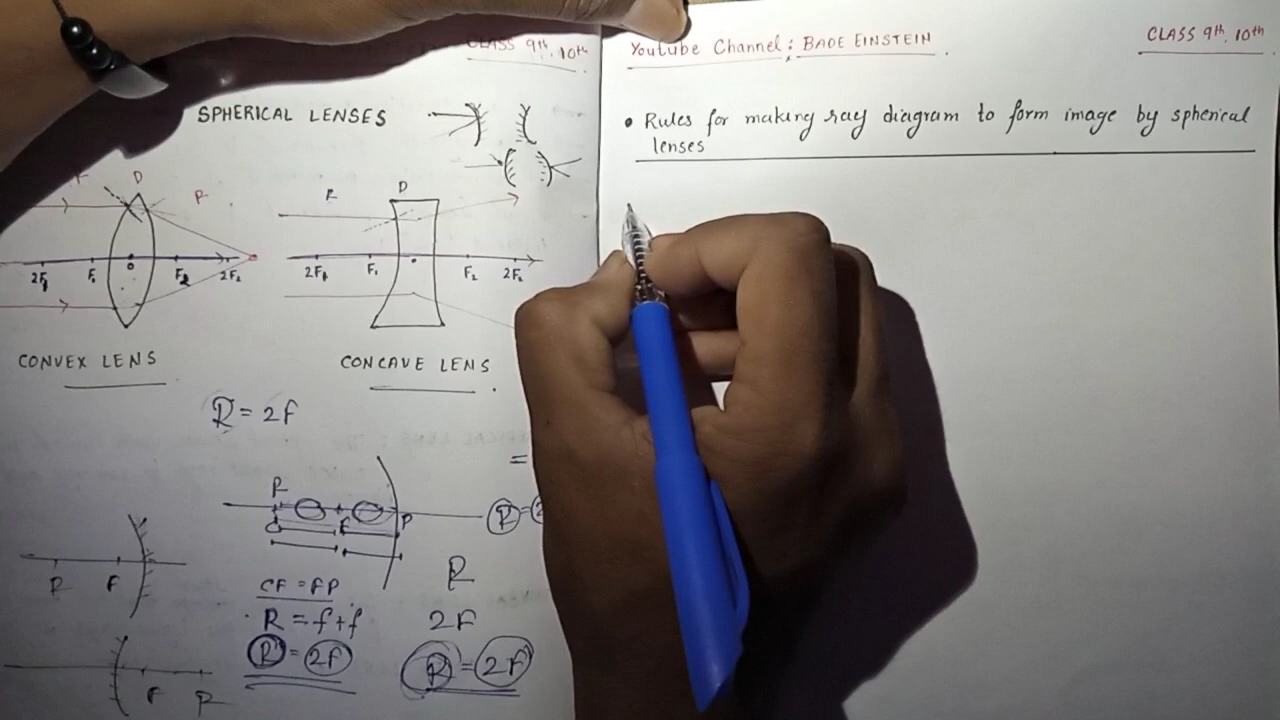 CLASS 9th, 10th
SPHERICAL LENSES
D
R
2F1 F1 O F2 2F2
CONVEX LENS
R
D
2F1 F1 F2 2F2
CONCAVE LENS
R = 2F
=
R
C F P
R = 2
CF = FP
R = f+f
R = 2F
R
2F
R = 2F
R F
F R
Youtube Channel: BADE EINSTEIN
CLASS 9th, 10th
• Rules for making ray diagram to form image by spherical
lenses